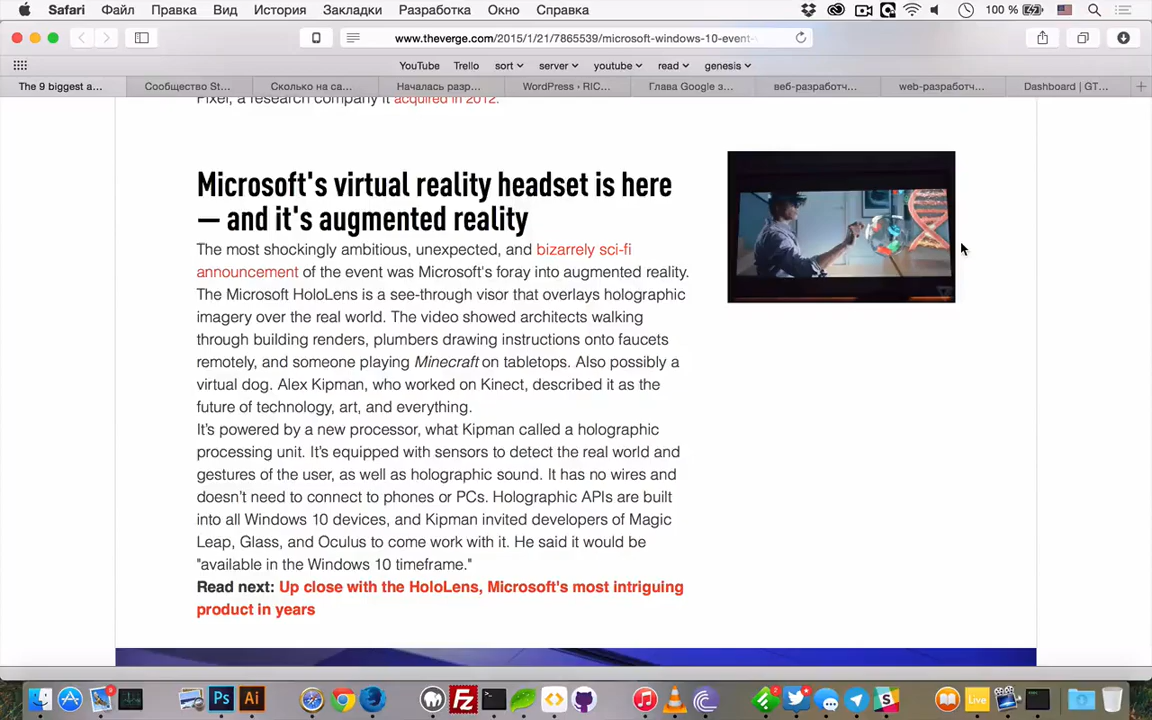 Safari Файл Правка Вид История Закладки Разработка Окно Справка 100 %
www.theverge.com/2015/1/21/7865539/microsoft-windows-10-event-
YouTube Trello sort server youtube read genesis
The 9 biggest a... Сообщество St... Сколько на са... Началась разр... WordPress › RIC... Глава Google з... веб-разработч... web-разработч... Dashboard | GT...
Fixer, a research company it acquired in 2012.
Microsoft's virtual reality headset is here
— and it's augmented reality
The most shockingly ambitious, unexpected, and bizarrely sci-fi
announcement of the event was Microsoft's foray into augmented reality.
The Microsoft HoloLens is a see-through visor that overlays holographic
imagery over the real world. The video showed architects walking
through building renders, plumbers drawing instructions onto faucets
remotely, and someone playing Minecraft on tabletops. Also possibly a
virtual dog. Alex Kipman, who worked on Kinect, described it as the
future of technology, art, and everything.
It's powered by a new processor, what Kipman called a holographic
processing unit. It's equipped with sensors to detect the real world and
gestures of the user, as well as holographic sound. It has no wires and
doesn't need to connect to phones or PCs. Holographic APIs are built
into all Windows 10 devices, and Kipman invited developers of Magic
Leap, Glass, and Oculus to come work with it. He said it would be
"available in the Windows 10 timeframe."
Read next: Up close with the HoloLens, Microsoft's most intriguing
product in years
Ps Ai Fz Live